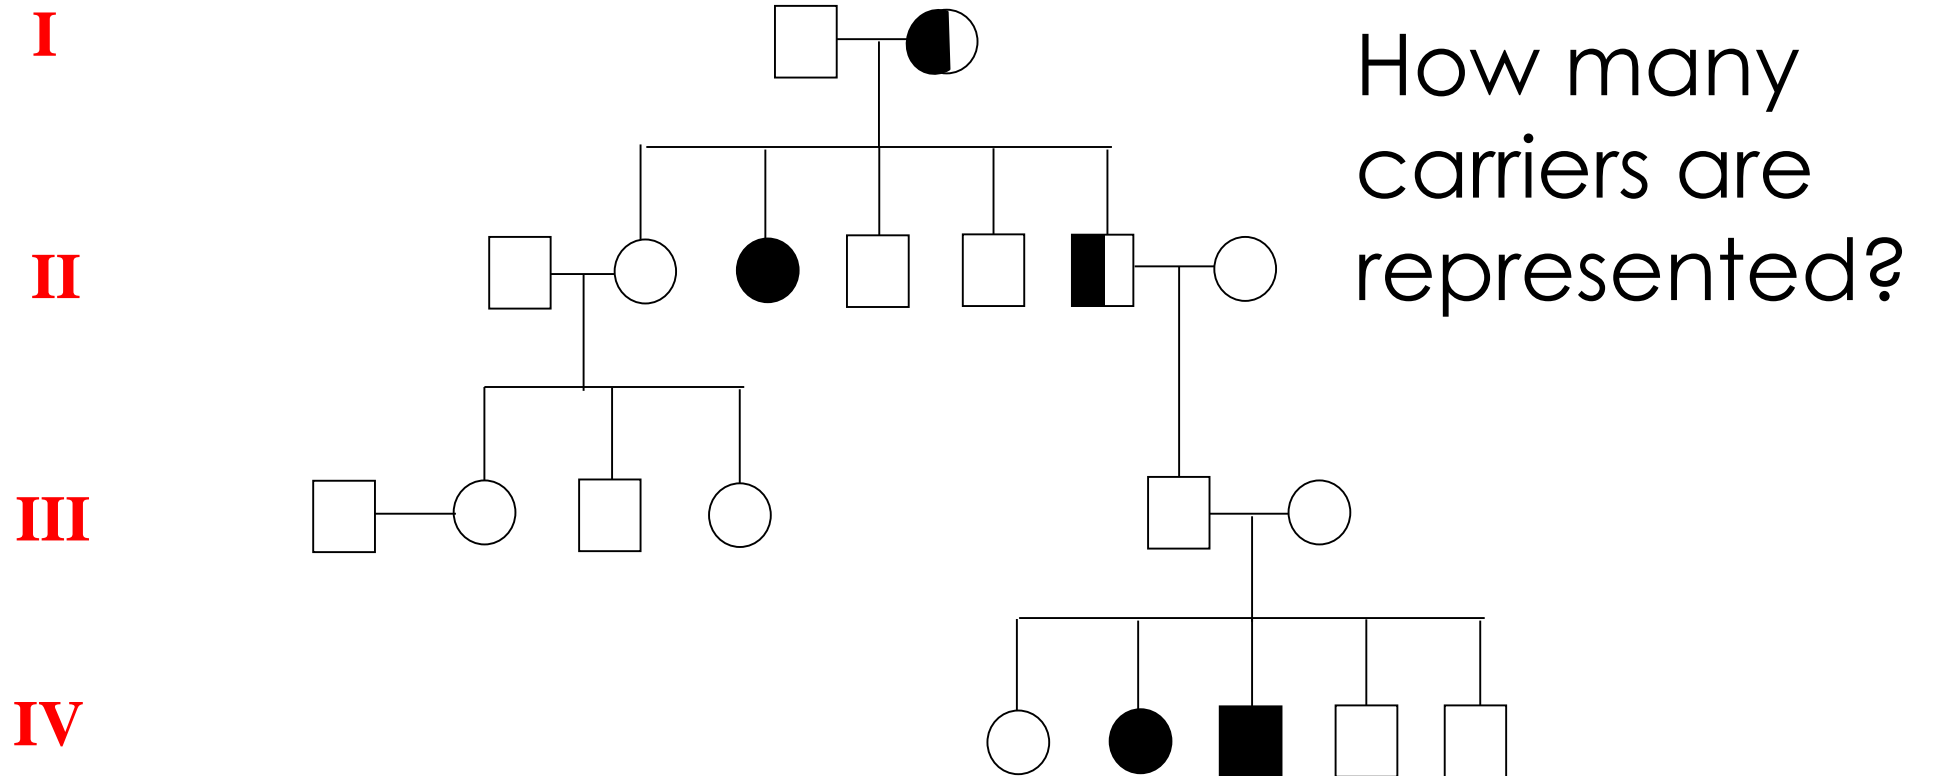 I
How many
carriers are
represented?
II
III
IV